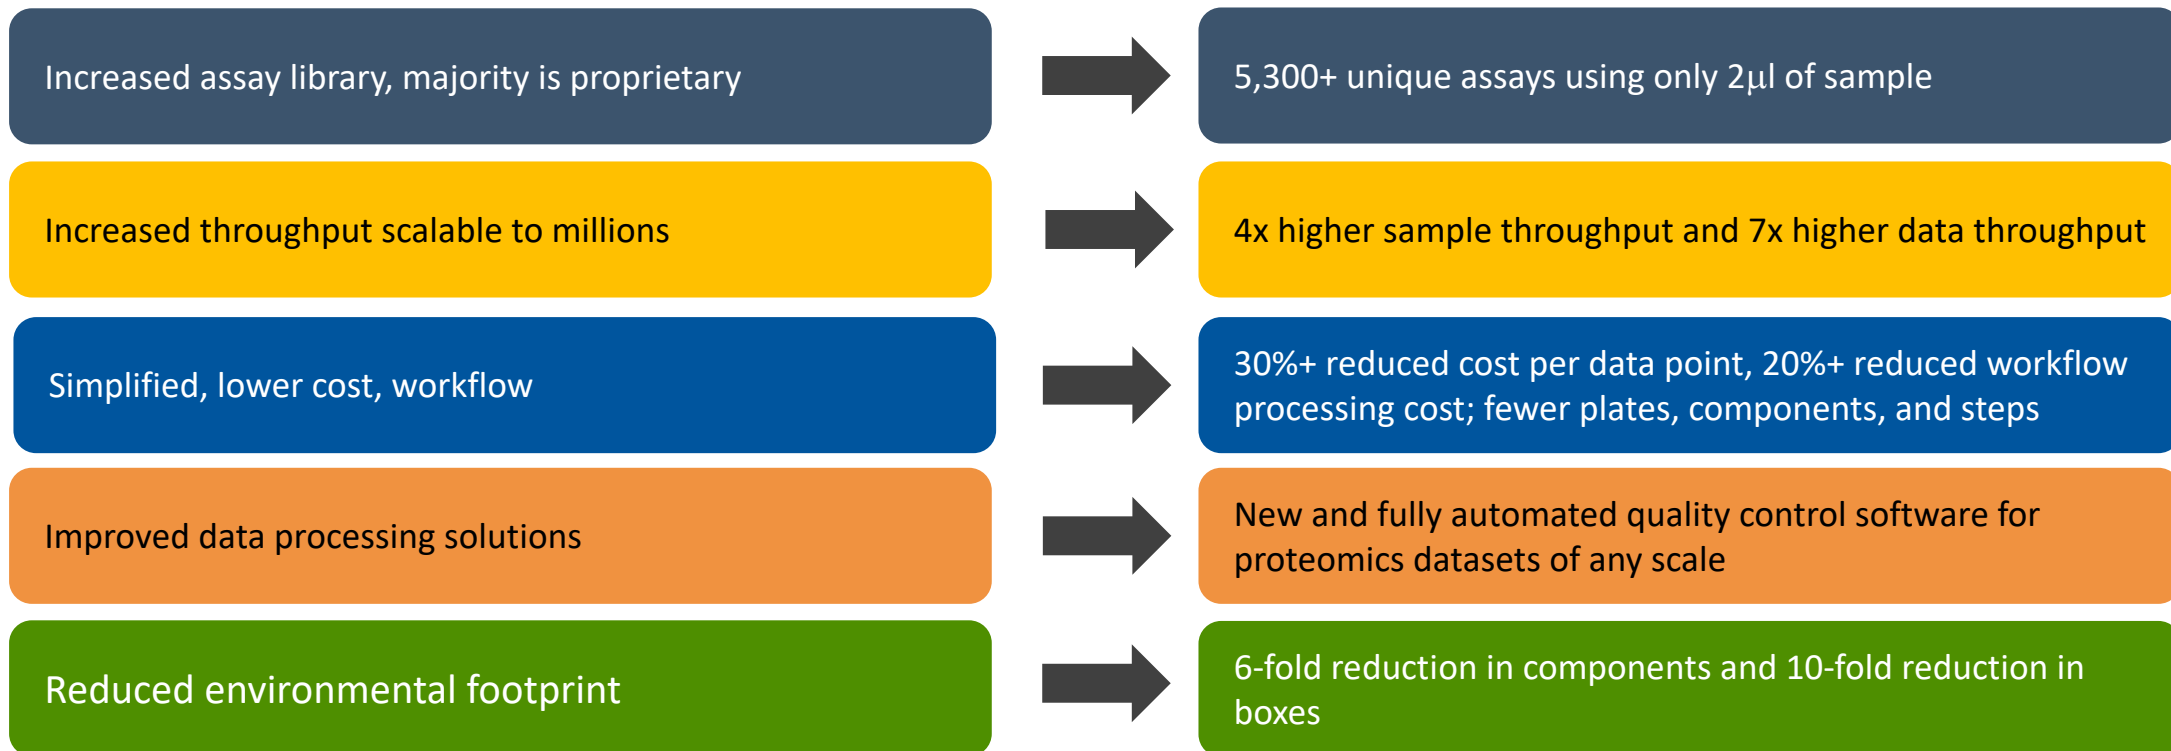 Increased assay library, majority is proprietary
5,300+ unique assays using only 2μl of sample
Increased throughput scalable to millions
4x higher sample throughput and 7x higher data throughput
Simplified, lower cost, workflow
30%+ reduced cost per data point, 20%+ reduced workflow
processing cost; fewer plates, components, and steps
Improved data processing solutions
New and fully automated quality control software for
proteomics datasets of any scale
Reduced environmental footprint
6-fold reduction in components and 10-fold reduction in
boxes